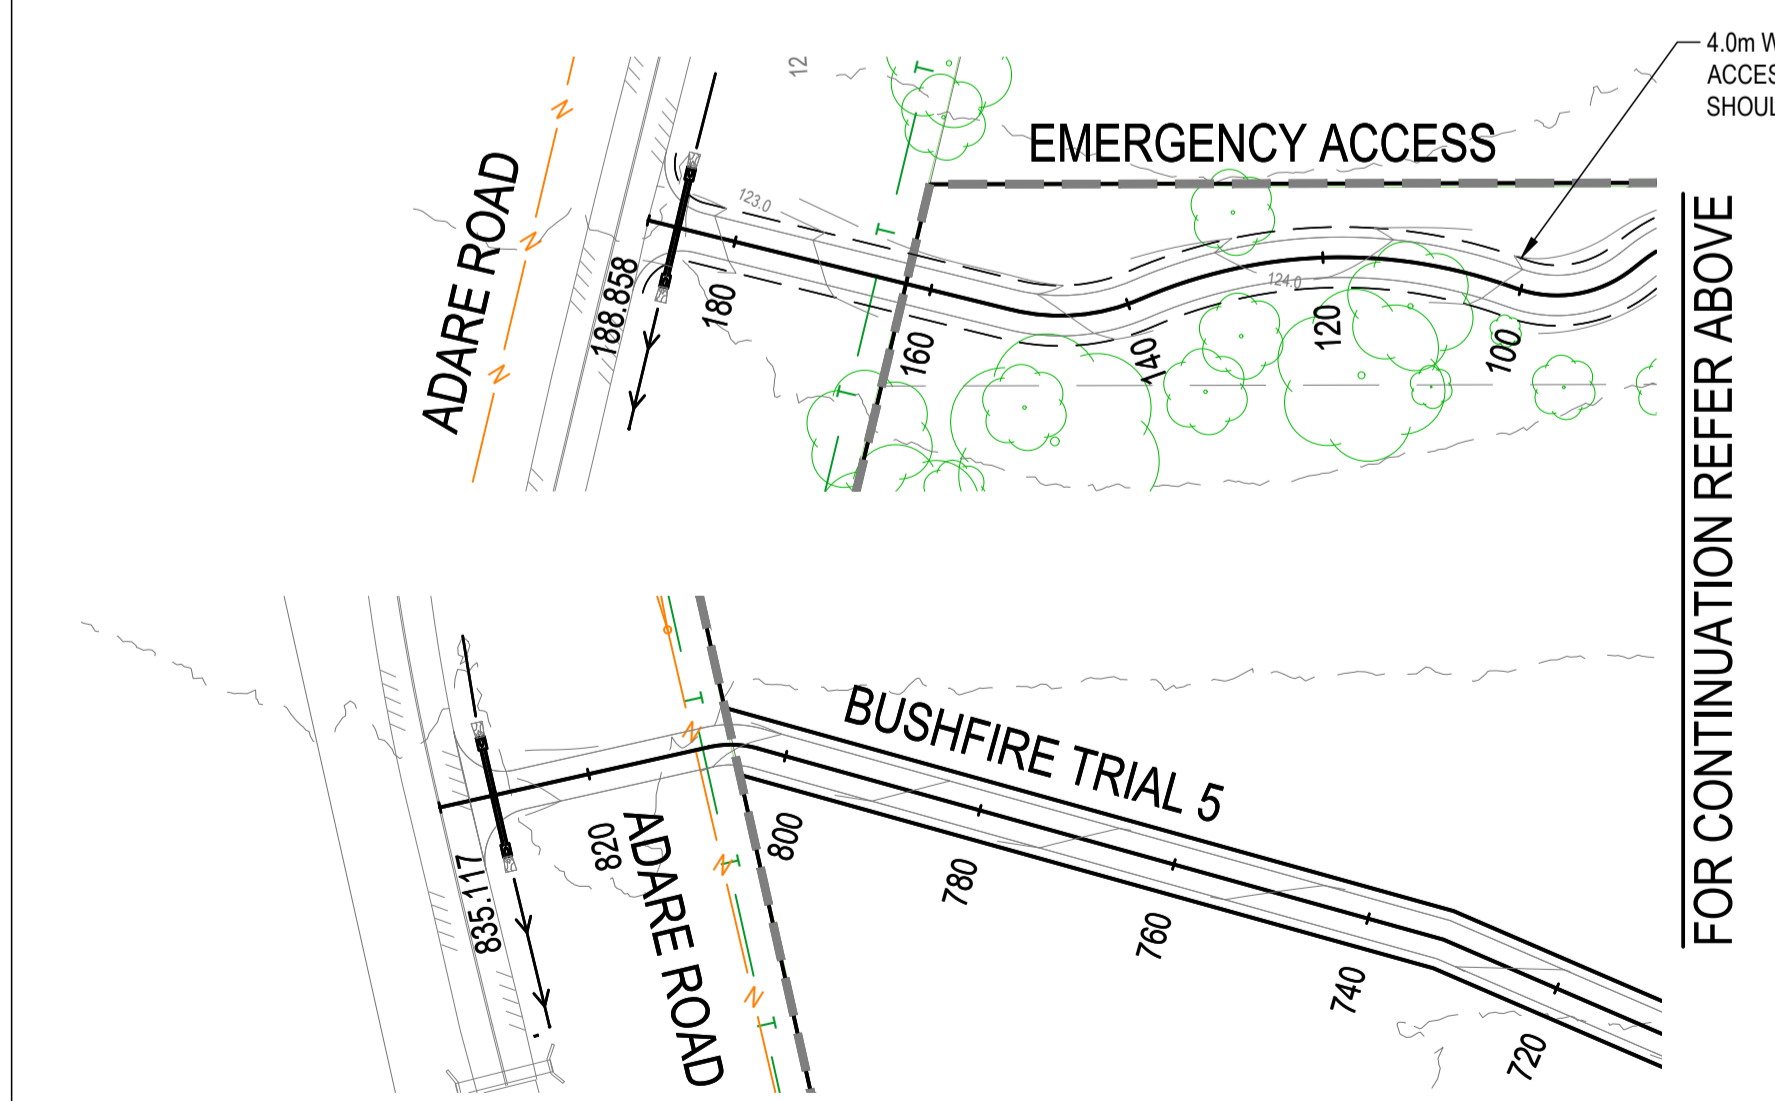 12
4.0m W
ACCES
SHOUL
EMERGENCY ACCESS
ADARE ROAD
N
N
N
T
T
T
123.0
124.0
188.858
180
160
140
120
100
FOR CONTINUATION REFER ABOVE
BUSHFIRE TRIAL 5
ADARE ROAD
T
N
T
N
N
T
835.117
820
800
780
760
740
720